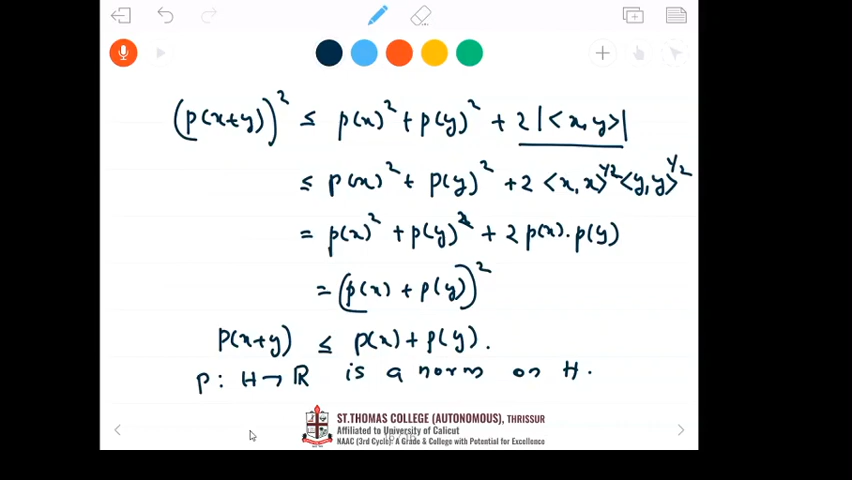 (p(x+y))² ≤ p(x)² + p(y)² + 2 |<x,y>|
≤ p(x)² + p(y)² + 2 <x,x>^1/2 <y,y>^1/2
= p(x)² + p(y)² + 2 p(x). p(y)
= (p(x) + p(y))²
p(x+y) ≤ p(x) + p(y).
p : H → R is a norm on H.
ST.THOMAS COLLEGE (AUTONOMOUS), THRISSUR
Affiliated to University of Calicut
NAAC (3rd Cycle): A Grade & College with Potential for Excellence